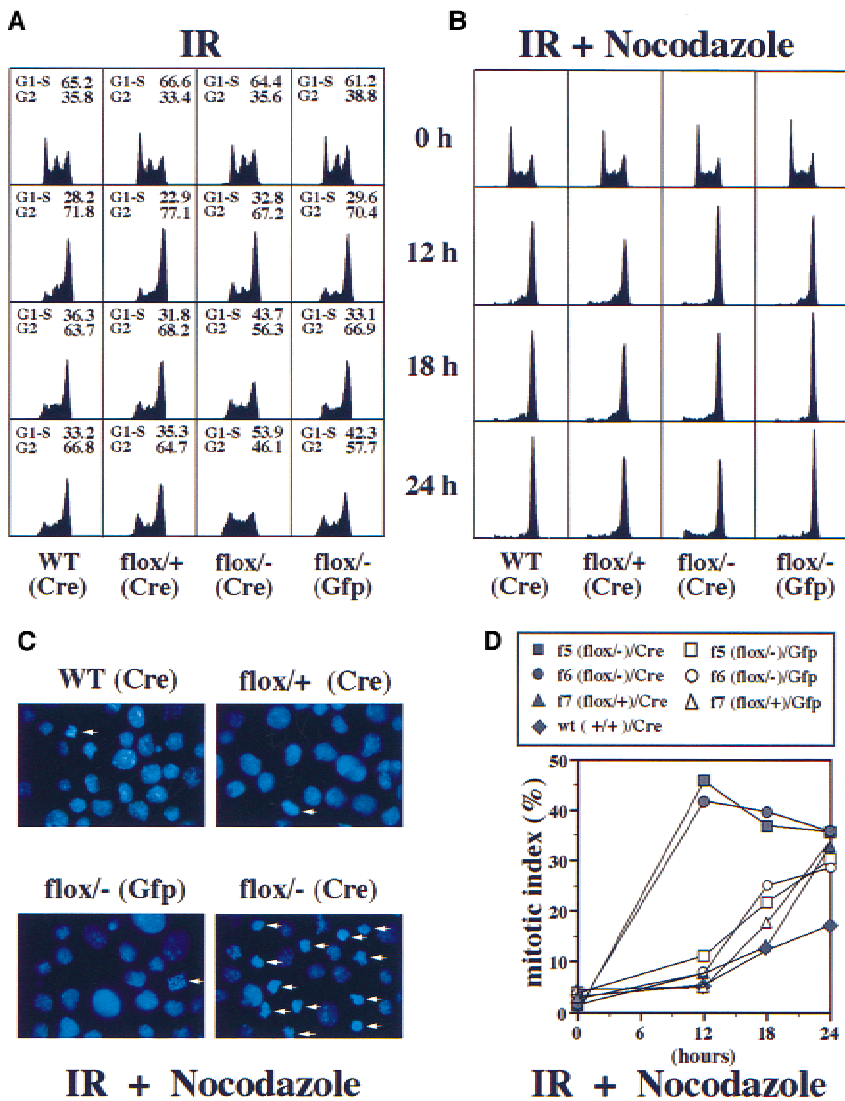 A
IR
G1-S 65.2 G1-S 66.6 G1-S 64.4 G1-S 61.2
G2 35.8 G2 33.4 G2 35.6 G2 38.8
G1-S 28.2 G1-S 22.9 G1-S 32.8 G1-S 29.6
G2 71.8 G2 77.1 G2 67.2 G2 70.4
G1-S 36.3 G1-S 31.8 G1-S 43.7 G1-S 33.1
G2 63.7 G2 68.2 G2 56.3 G2 66.9
G1-S 33.2 G1-S 35.3 G1-S 53.9 G1-S 42.3
G2 66.8 G2 64.7 G2 46.1 G2 57.7
WT flox/+ flox/- flox/-
(Cre) (Cre) (Cre) (Gfp)
0 h
12 h
18 h
24 h
B
IR + Nocodazole
WT flox/+ flox/- flox/-
(Cre) (Cre) (Cre) (Gfp)
C
WT (Cre) flox/+ (Cre)
flox/- (Gfp) flox/- (Cre)
IR + Nocodazole
D
f5 (flox/-)/Cre f5 (flox/-)/Gfp
f6 (flox/-)/Cre f6 (flox/-)/Gfp
f7 (flox/+)/Cre f7 (flox/+)/Gfp
wt ( +/+ )/Cre
mitotic index (%)
50
40
30
20
10
0
0 6 12 18 24
(hours)
IR + Nocodazole